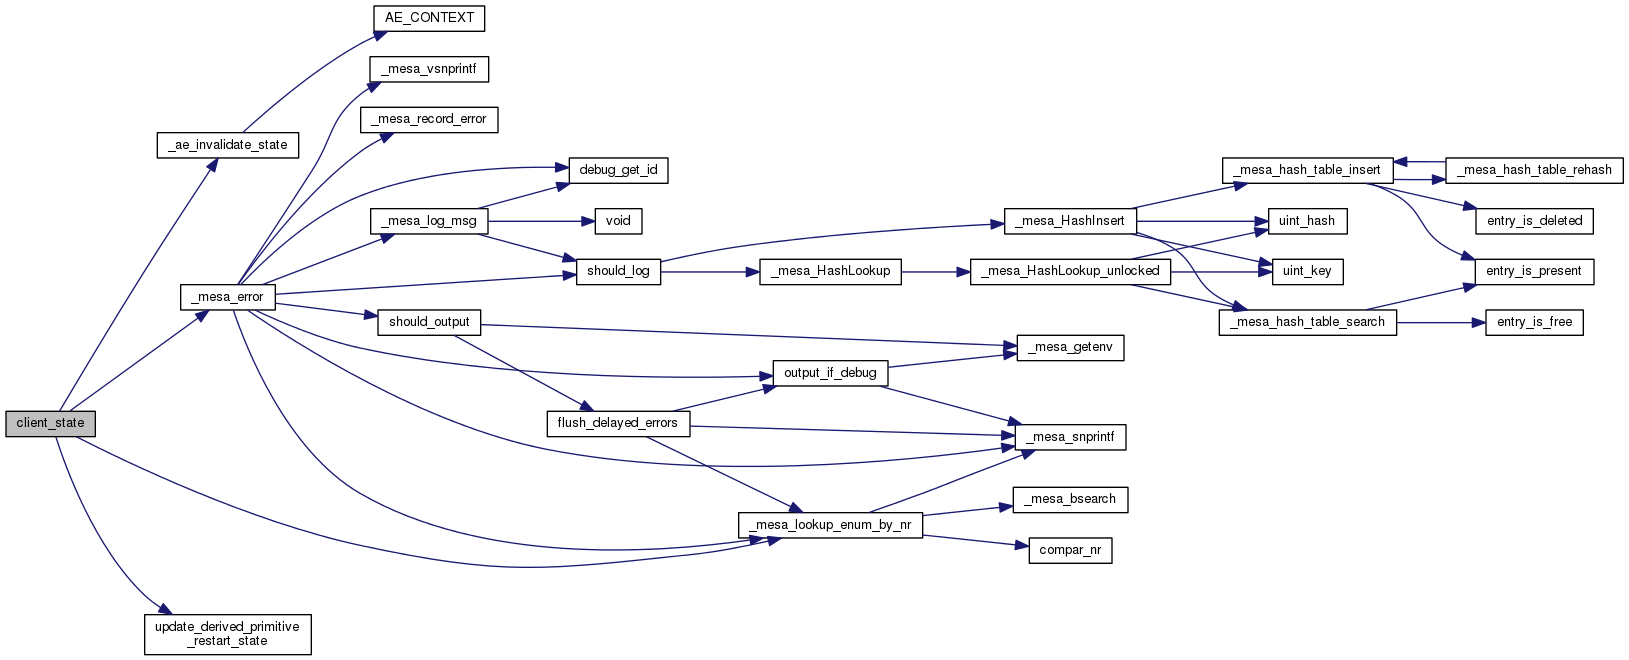 AE_CONTEXT
_mesa_vsnprintf
_mesa_record_error
_ae_invalidate_state
debug_get_id
_mesa_hash_table_insert
_mesa_hash_table_rehash
_mesa_log_msg
void
_mesa_HashInsert
uint_hash
entry_is_deleted
should_log
_mesa_HashLookup
_mesa_HashLookup_unlocked
uint_key
entry_is_present
_mesa_error
should_output
_mesa_hash_table_search
entry_is_free
_mesa_getenv
output_if_debug
client_state
flush_delayed_errors
_mesa_snprintf
_mesa_bsearch
_mesa_lookup_enum_by_nr
compar_nr
update_derived_primitive
_restart_state